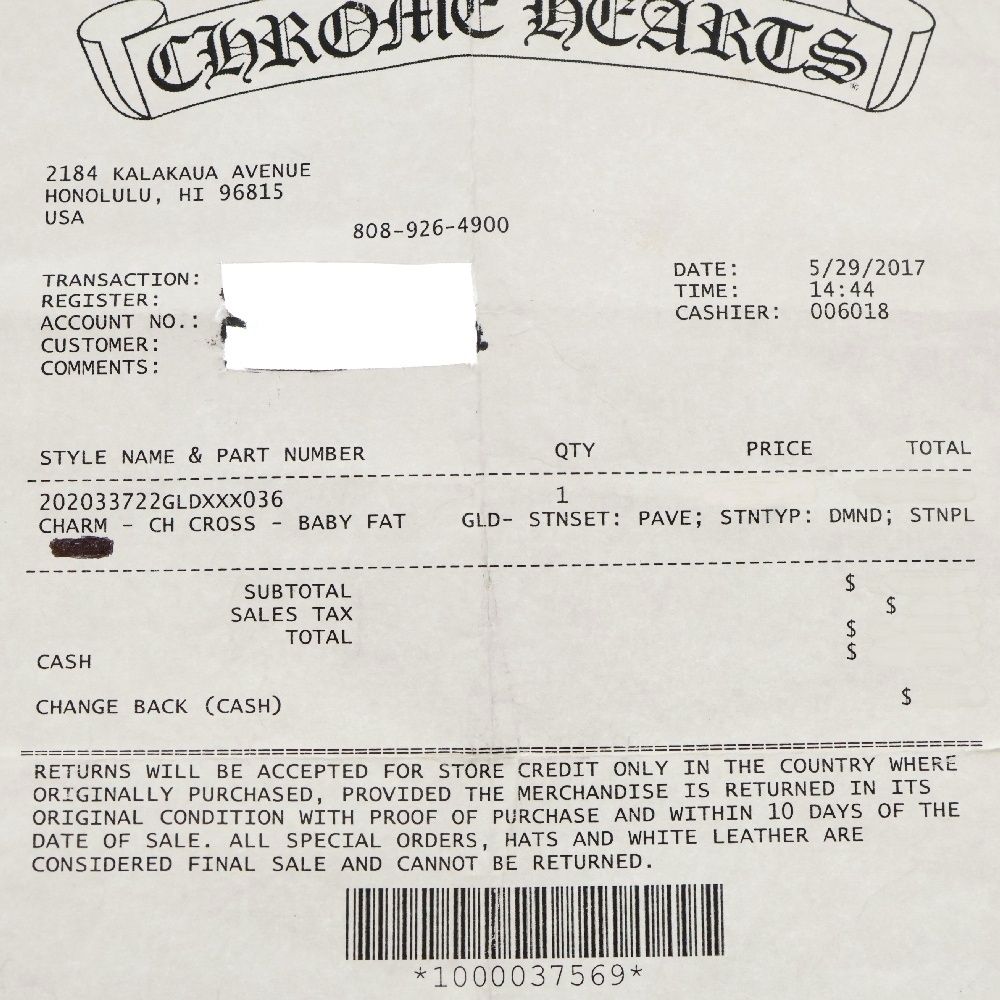 CHROME HEARTS
2184 KALAKAUA AVENUE
HONOLULU, HI 96815
USA
808-926-4900
TRANSACTION:
REGISTER:
ACCOUNT NO.:
CUSTOMER:
COMMENTS:
DATE: 5/29/2017
TIME: 14:44
CASHIER: 006018
STYLE NAME & PART NUMBER QTY PRICE TOTAL
202033722GLDXXX036 1
CHARM - CH CROSS - BABY FAT GLD- STNSET: PAVE; STNTYP: DMND; STNPL
SUBTOTAL $
SALES TAX $
TOTAL $
CASH $
CHANGE BACK (CASH) $
RETURNS WILL BE ACCEPTED FOR STORE CREDIT ONLY IN THE COUNTRY WHERE
ORIGINALLY PURCHASED, PROVIDED THE MERCHANDISE IS RETURNED IN ITS
ORIGINAL CONDITION WITH PROOF OF PURCHASE AND WITHIN 10 DAYS OF THE
DATE OF SALE. ALL SPECIAL ORDERS, HATS AND WHITE LEATHER ARE
CONSIDERED FINAL SALE AND CANNOT BE RETURNED.
*1000037569*